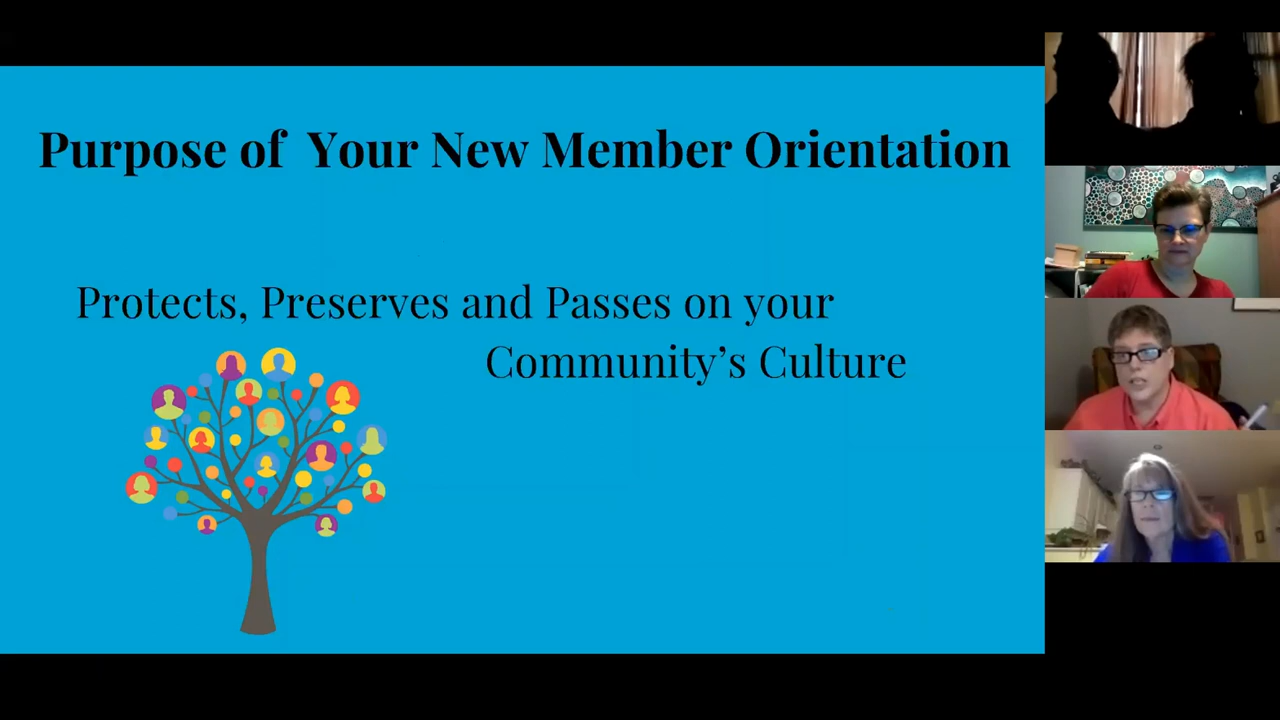 Purpose of Your New Member Orientation
Protects, Preserves and Passes on your
Community’s Culture